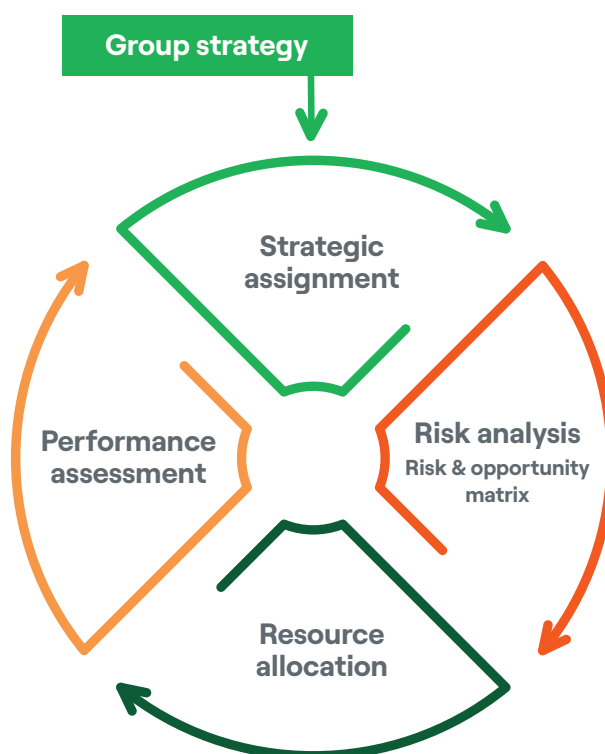 Group strategy
Strategic
assignment
Risk analysis
Risk & opportunity
matrix
Resource
allocation
Performance
assessment